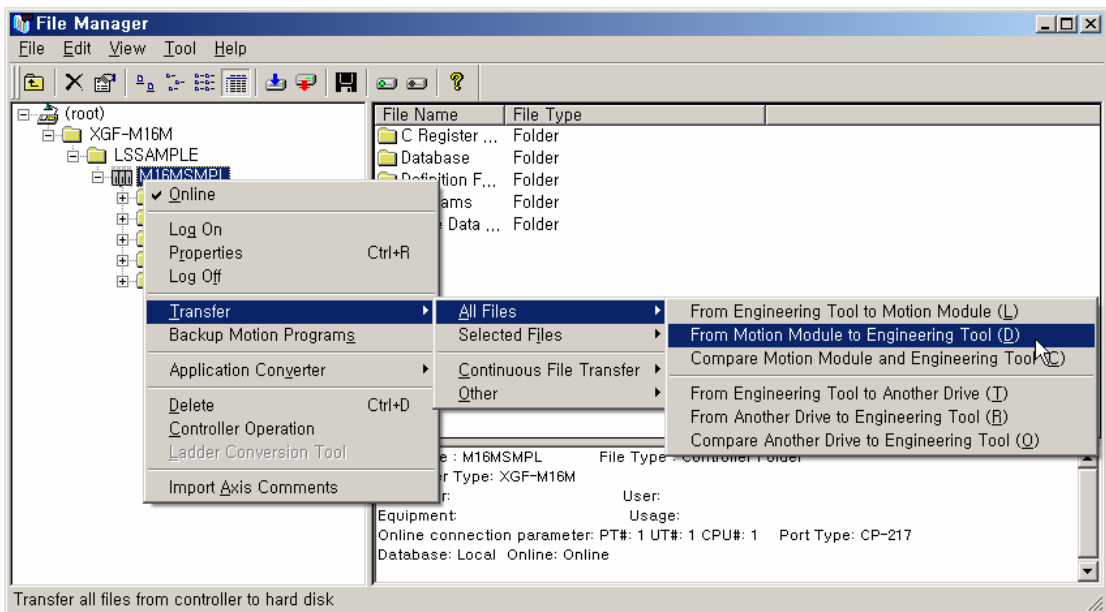 File Manager
File Edit View Tool Help
(root)
XGF-M16M
LSSAMPLE
M16MSMPL
File Name File Type
C Register ... Folder
Database Folder
Definition F... Folder
ams Folder
Data ... Folder
Online
Log On
Properties Ctrl+R
Log Off
Transfer
Backup Motion Programs
Application Converter
Delete Ctrl+D
Controller Operation
Ladder Conversion Tool
Import Axis Comments
All Files
Selected Files
Continuous File Transfer
Other
From Engineering Tool to Motion Module (L)
From Motion Module to Engineering Tool (D)
Compare Motion Module and Engineering Tool (C)
From Engineering Tool to Another Drive (T)
From Another Drive to Engineering Tool (R)
Compare Another Drive to Engineering Tool (O)
e : M16MSMPL File Type : Controller Folder
r Type: XGF-M16M
r: User:
Equipment: Usage:
Online connection parameter: PT#: 1 UT#: 1 CPU#: 1 Port Type: CP-217
Database: Local Online: Online
Transfer all files from controller to hard disk